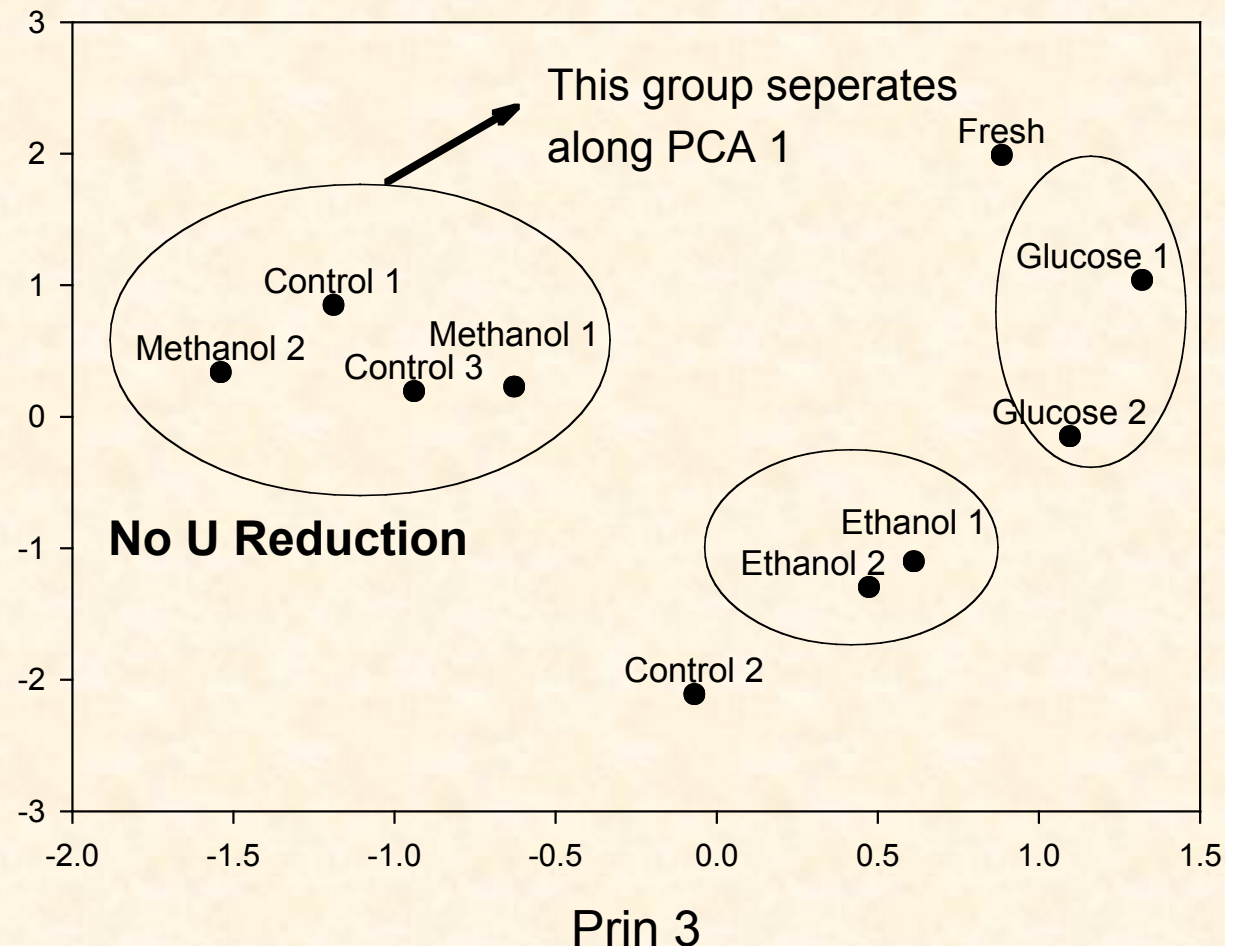 3
This group seperates
along PCA 1
Fresh
2
Glucose 1
1
Control 1
Methanol 1
Methanol 2
Control 3
0
Glucose 2
No U Reduction
Ethanol 1
-1
Ethanol 2
Control 2
-2
-3
-2.0 -1.5 -1.0 -0.5 0.0 0.5 1.0 1.5
Prin 3